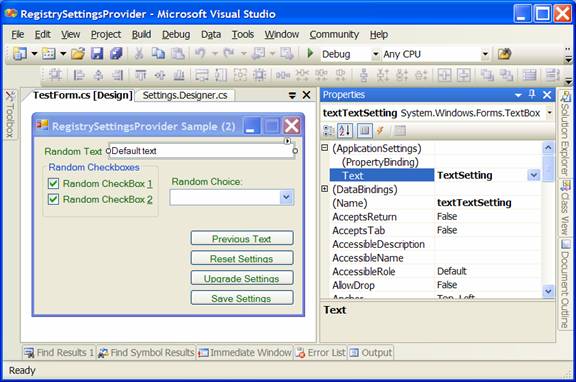 RegistrySettingsProvider - Microsoft Visual Studio
File Edit View Project Build Debug Data Tools Window Community Help
Debug Any CPU
Toolbox
TestForm.cs [Design] Settings.Designer.cs
RegistrySettingsProvider Sample (2)
Random Text Default text
Random Checkboxes
Random CheckBox 1
Random CheckBox 2
Random Choice:
Previous Text
Reset Settings
Upgrade Settings
Save Settings
Properties
textTextSetting System.Windows.Forms.TextBox
(ApplicationSettings)
(PropertyBinding)
Text TextSetting
(DataBindings)
(Name) textTextSetting
AcceptsReturn False
AcceptsTab False
AccessibleDescription
AccessibleName
AccessibleRole Default
AllowDrop False
Anchor Top, Left
Text
Solution Explorer
Class View
Document Outline
Find Results 1 Find Symbol Results Immediate Window Error List Output
Ready